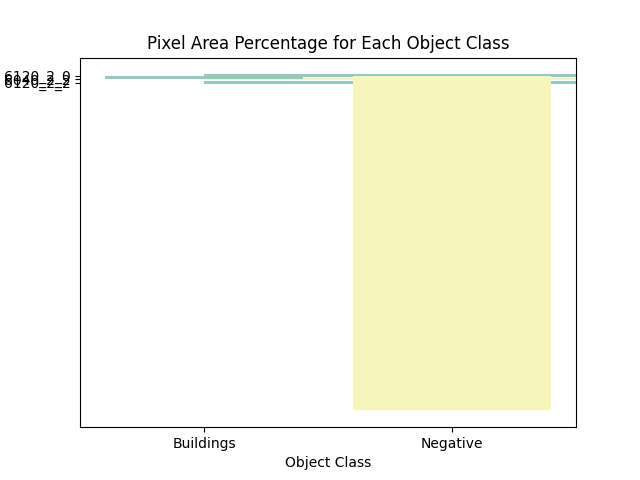 Pixel Area Percentage for Each Object Class
6120_2_0
6120_2_2
Buildings
Negative
Object Class